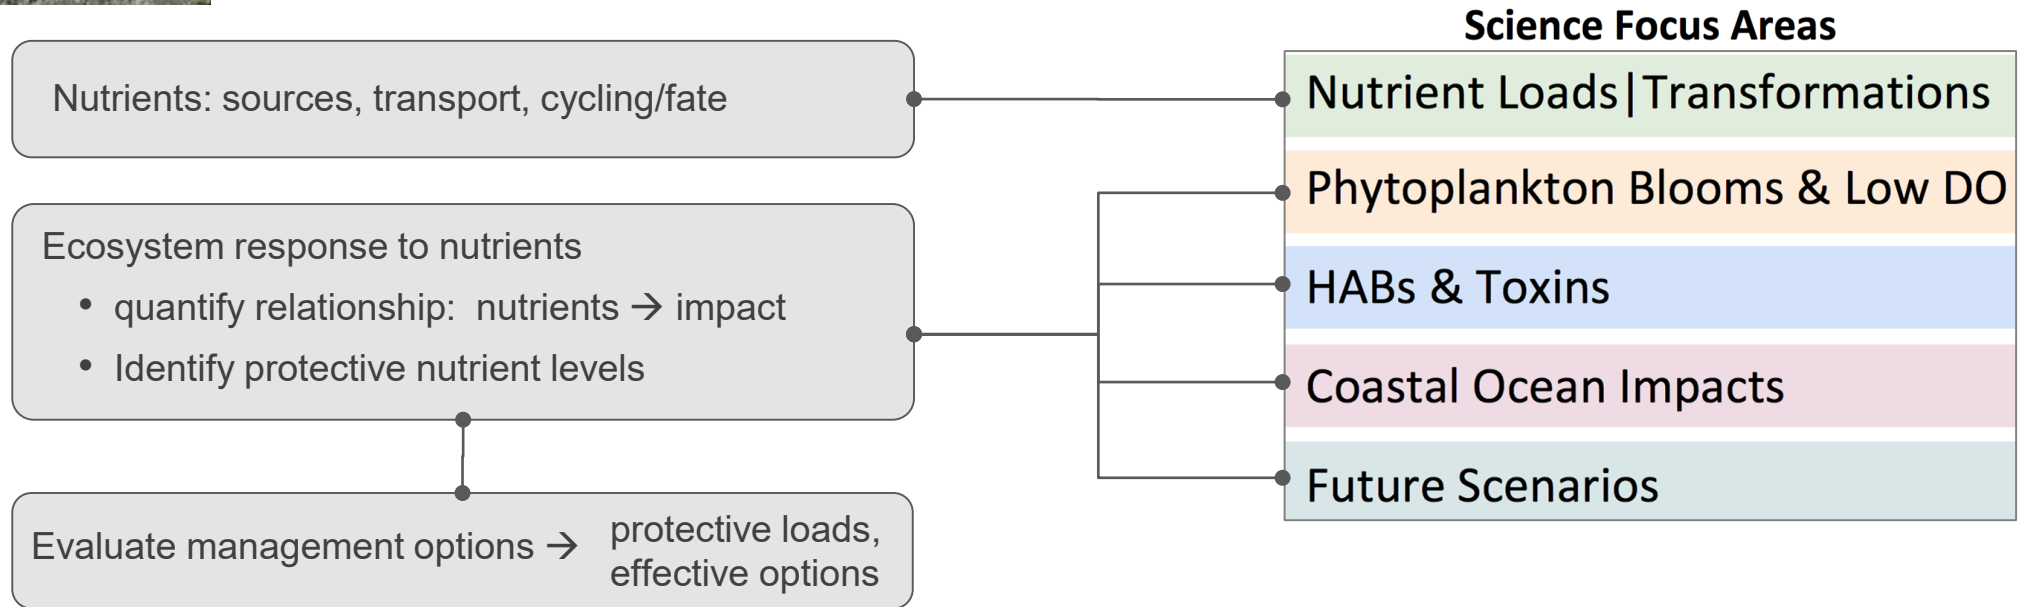 Science Focus Areas
Nutrients: sources, transport, cycling/fate
Ecosystem response to nutrients
• quantify relationship: nutrients → impact
• Identify protective nutrient levels
Evaluate management options → protective loads,
effective options
Nutrient Loads|Transformations
Phytoplankton Blooms & Low DO
HABs & Toxins
Coastal Ocean Impacts
Future Scenarios